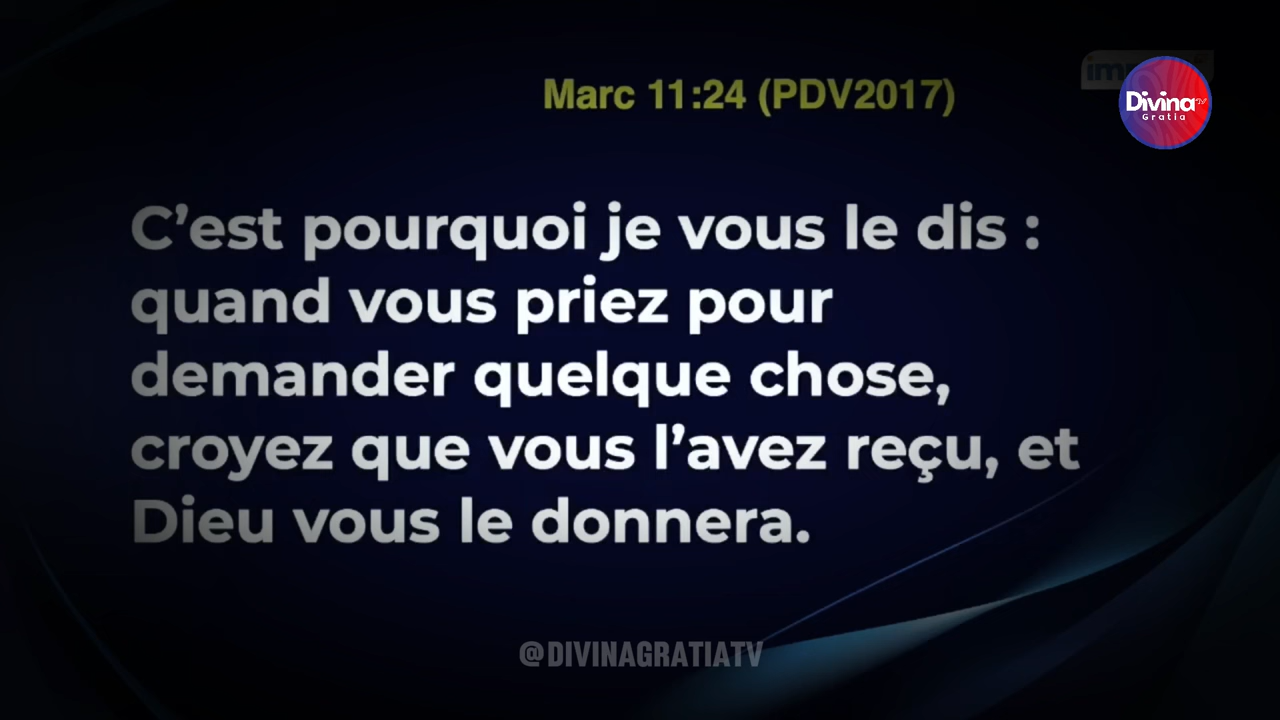 Marc 11:24 (PDV2017)
Divina TV
Gratia
C’est pourquoi je vous le dis :
quand vous priez pour
demander quelque chose,
croyez que vous l’avez reçu, et
Dieu vous le donnera.
@DIVINAGRATIATV